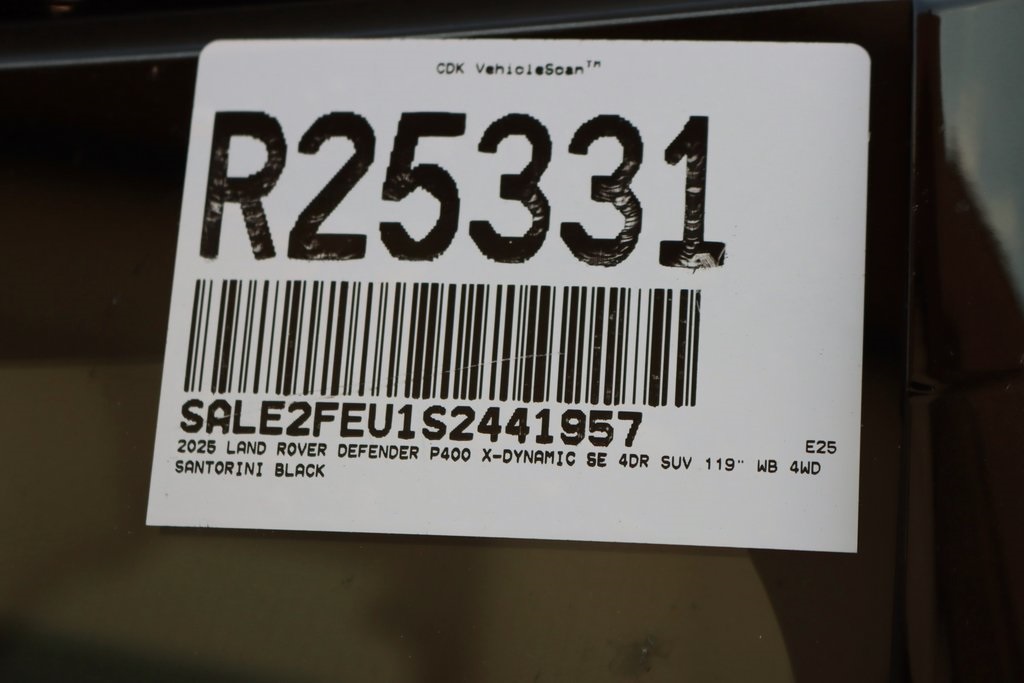 CDK VehicleScan™
R25331
SALE2FEU1S2441957
E25
2025 LAND ROVER DEFENDER P400 X-DYNAMIC SE 4DR SUV 119" WB 4WD
SANTORINI BLACK